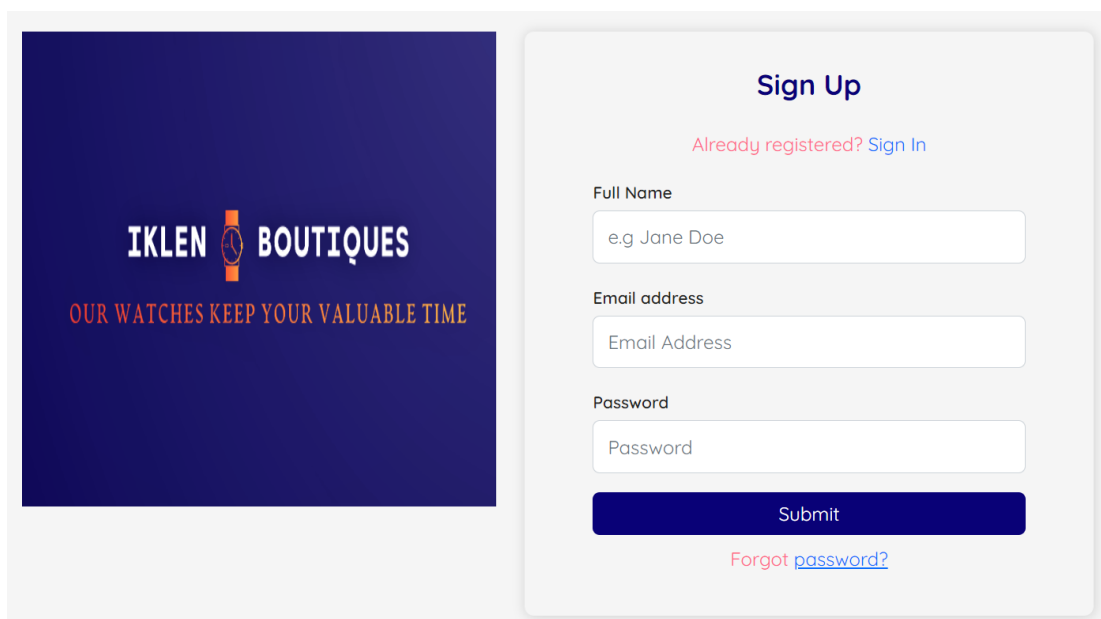 IKLEN BOUTIQUES
OUR WATCHES KEEP YOUR VALUABLE TIME
Sign Up
Already registered? Sign In
Full Name
e.g Jane Doe
Email address
Email Address
Password
Password
Submit
Forgot password?